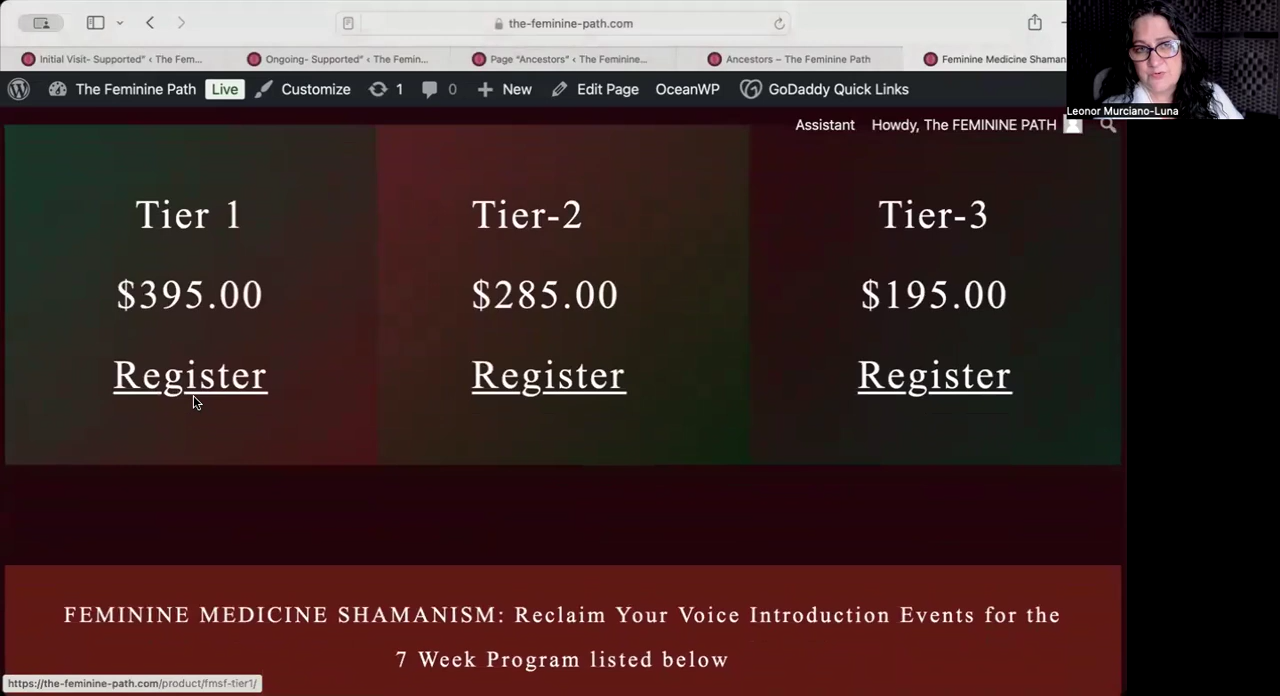 the-feminine-path.com
Initial Visit- Supported" ‹ The Fem...
Ongoing- Supported" ‹ The Femin...
Page "Ancestors" ‹ The Feminine...
Ancestors – The Feminine Path
Feminine Medicine Shaman
Leonor Murciano-Luna
The Feminine Path
Live
Customize
1
0
New
Edit Page
OceanWP
GoDaddy Quick Links
Assistant
Howdy, The FEMININE PATH
Tier 1
$395.00
Register
Tier-2
$285.00
Register
Tier-3
$195.00
Register
FEMININE MEDICINE SHAMANISM: Reclaim Your Voice Introduction Events for the
7 Week Program listed below
https://the-feminine-path.com/product/fmsf-tier1/